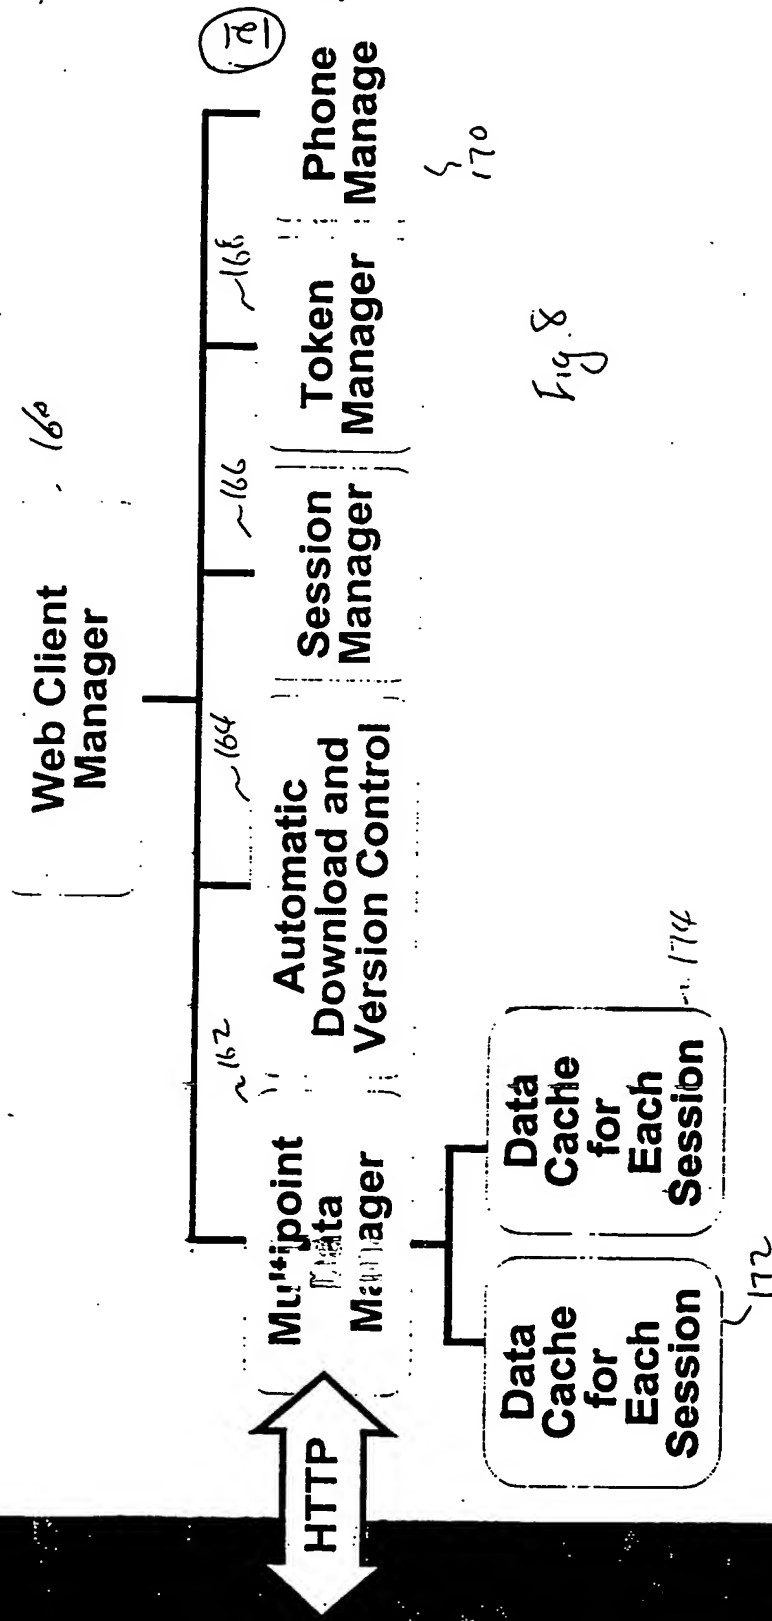 Web Client
Manager
160
162
164
166
168
Multipoint
Data
Manager
Automatic
Download and
Version Control
Session
Manager
Token
Manager
Phone
Manage
170
HTTP
Data
Cache
for
Each
Session
172
Data
Cache
for
Each
Session
174
Fig. 8